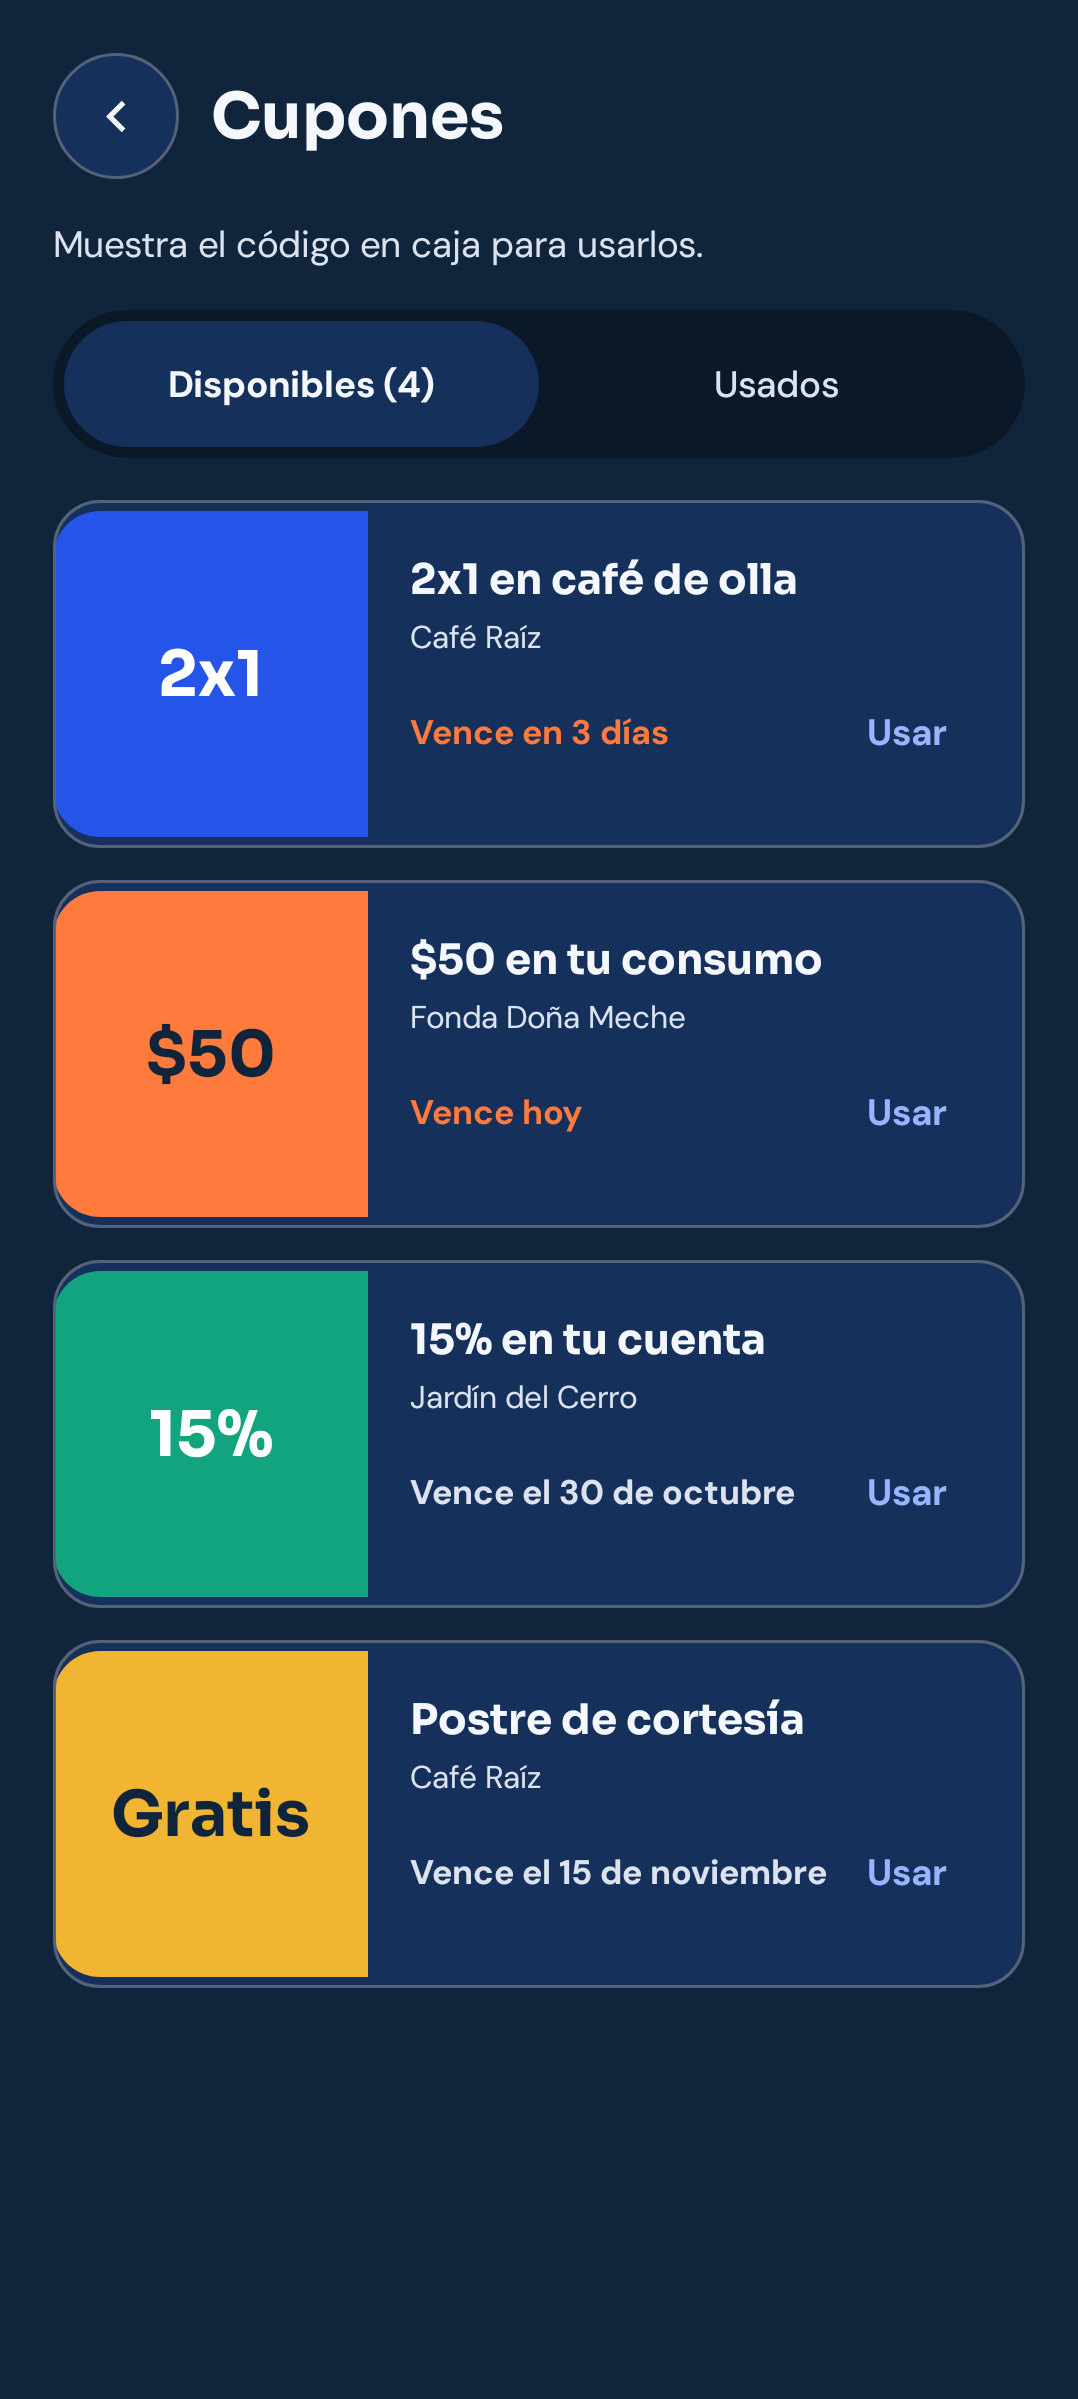 Cupones
Muestra el código en caja para usarlos.
Disponibles (4)
Usados
2x1
2x1 en café de olla
Café Raíz
Vence en 3 días
Usar
$50
$50 en tu consumo
Fonda Doña Meche
Vence hoy
Usar
15%
15% en tu cuenta
Jardín del Cerro
Vence el 30 de octubre
Usar
Gratis
Postre de cortesía
Café Raíz
Vence el 15 de noviembre
Usar